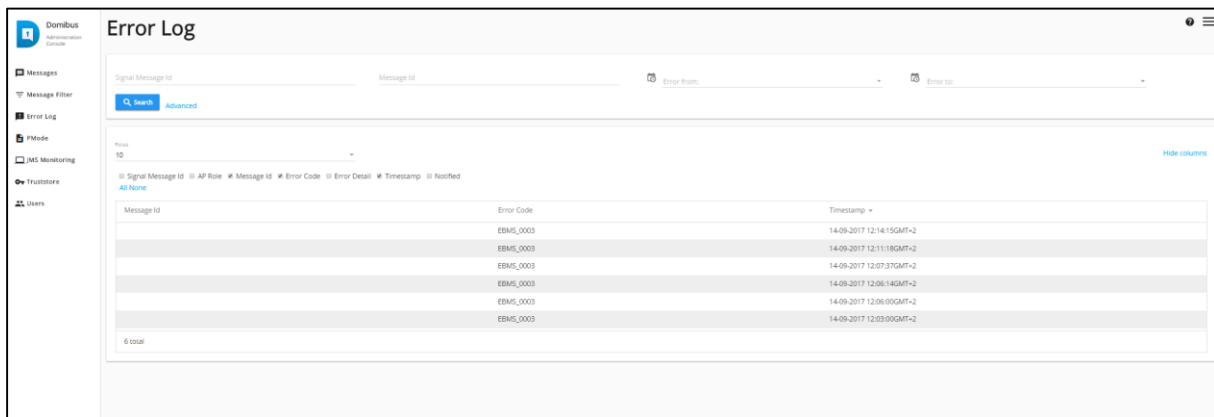 Domibus
Administration
Console
Error Log
Messages
Message Filter
Error Log
PMode
JMS Monitoring
Truststore
Users
Signal Message Id
Message Id
Error from:
Error to:
Search
Advanced
Rows
10
Hide columns
Signal Message Id AP Role Message Id Error Code Error Detail Timestamp Notified
All None
Message Id Error Code Timestamp
EBMS_0003 14-09-2017 12:14:15GMT+2
EBMS_0003 14-09-2017 12:11:18GMT+2
EBMS_0003 14-09-2017 12:07:37GMT+2
EBMS_0003 14-09-2017 12:06:14GMT+2
EBMS_0003 14-09-2017 12:06:00GMT+2
EBMS_0003 14-09-2017 12:03:00GMT+2
6 total